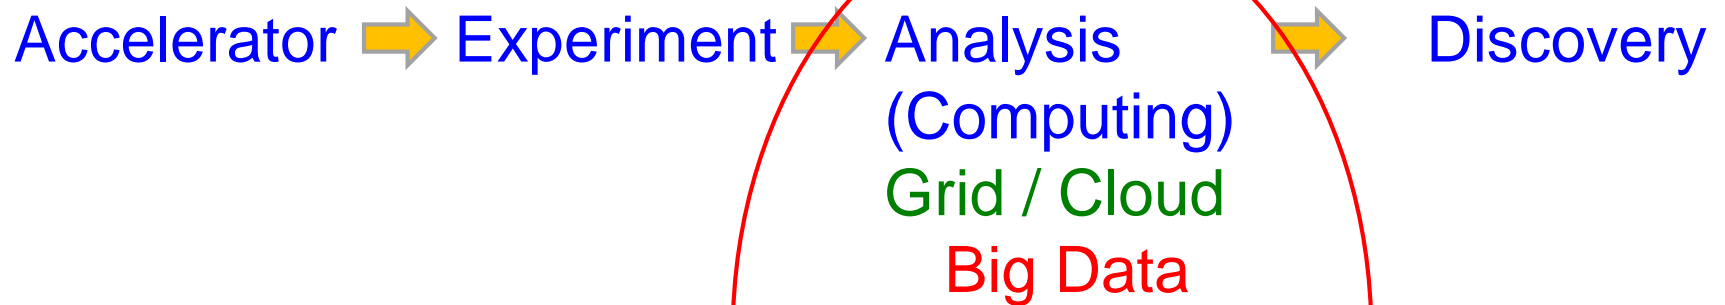 Accelerator Experiment Analysis Discovery
(Computing)
Grid / Cloud
Big Data